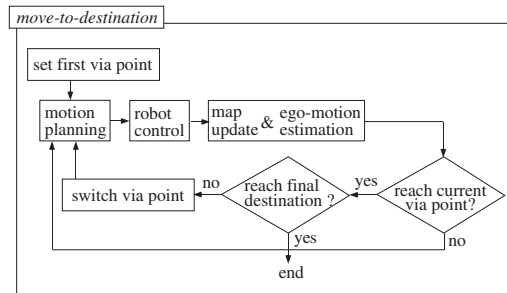 move-to-destination
set first via point
motion
planning
robot
control
map & ego-motion
update estimation
reach current
via point?
yes
no
reach final
destination ?
no
yes
switch via point
end